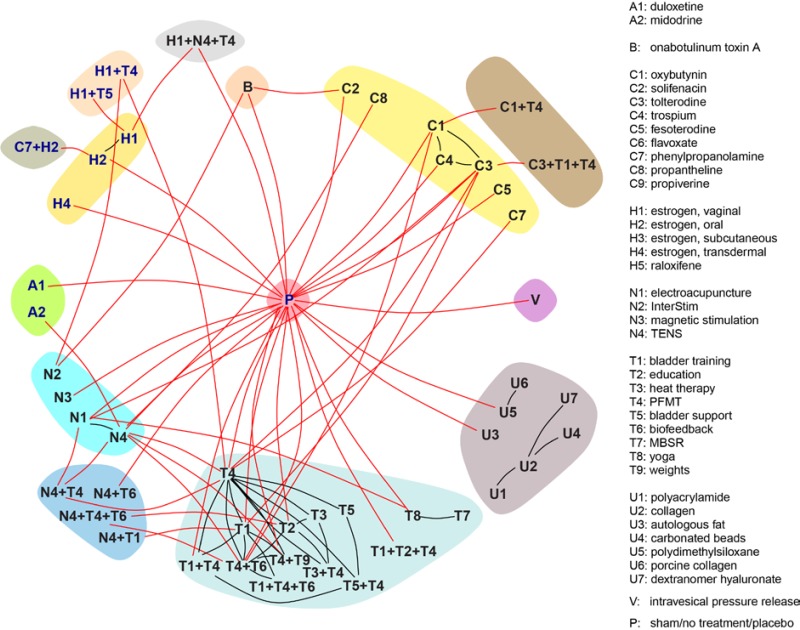 H1+N4+T4
H1+T4
H1+T5
B
C2
C8
C1+T4
H1
C1
C7+H2
H2
C4
C3
C3+T1+T4
C5
H4
C7
A1
P
V
A2
N2
U6
N3
U7
U5
N1
U3
U4
N4
U2
T4
N4+T4
N4+T6
U1
N4+T4+T6
T3
T5
T8
T7
T1
T2
N4+T1
T1+T2+T4
T1+T4
T4+T6
T4+T9
T3+T4
T1+T4+T6
T5+T4
A1: duloxetine
A2: midodrine
B: onabotulinum toxin A
C1: oxybutynin
C2: solifenacin
C3: tolterodine
C4: trospium
C5: fesoterodine
C6: flavoxate
C7: phenylpropanolamine
C8: propantheline
C9: propiverine
H1: estrogen, vaginal
H2: estrogen, oral
H3: estrogen, subcutaneous
H4: estrogen, transdermal
H5: raloxifene
N1: electroacupuncture
N2: InterStim
N3: magnetic stimulation
N4: TENS
T1: bladder training
T2: education
T3: heat therapy
T4: PFMT
T5: bladder support
T6: biofeedback
T7: MBSR
T8: yoga
T9: weights
U1: polyacrylamide
U2: collagen
U3: autologous fat
U4: carbonated beads
U5: polydimethylsiloxane
U6: porcine collagen
U7: dextranomer hyaluronate
V: intravesical pressure release
P: sham/no treatment/placebo